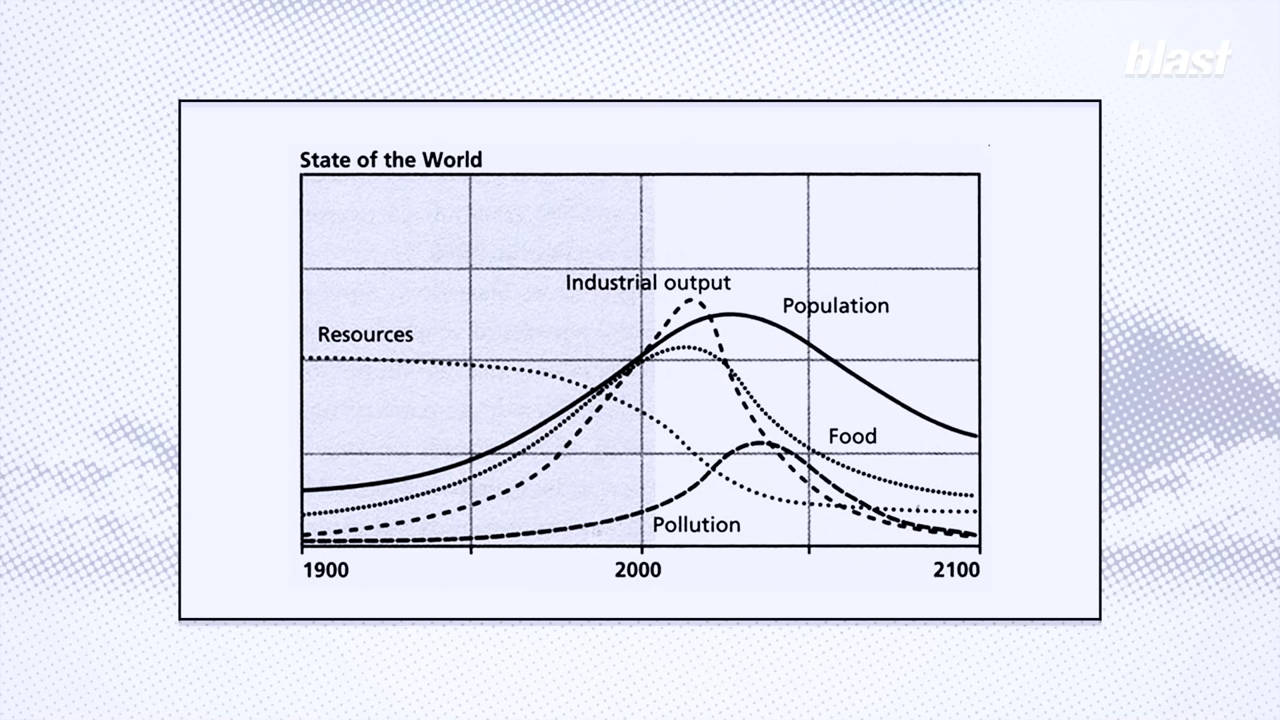 blast
State of the World
Industrial output
Population
Resources
Food
Pollution
1900
2000
2100